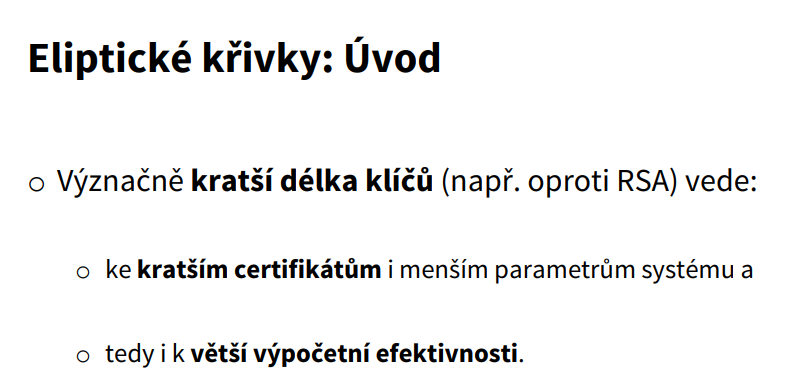 Eliptické křivky: Úvod
○ Význačně kratší délka klíčů (např. oproti RSA) vede:
○ ke kratším certifikátům i menším parametrům systému a
○ tedy i k větší výpočetní efektivnosti.